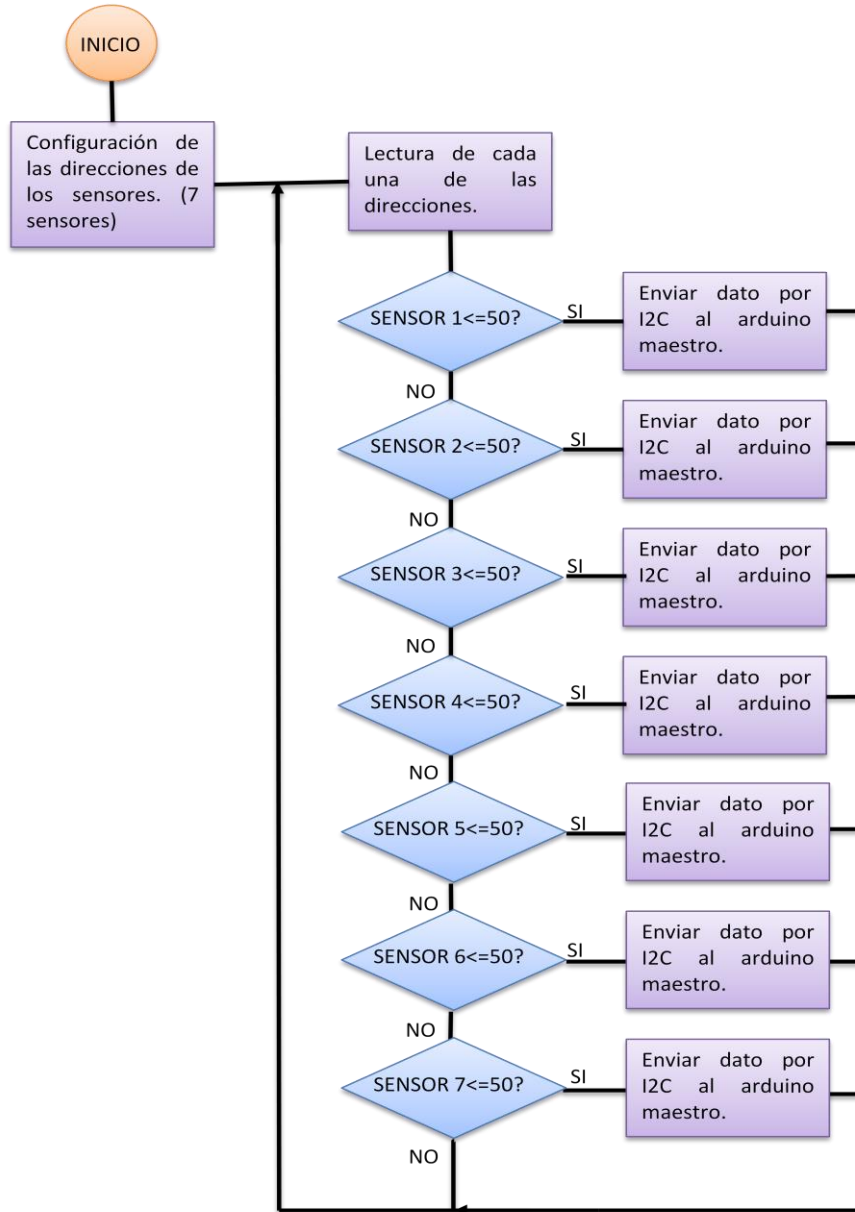 INICIO
Configuración de
las direcciones de
los sensores. (7
sensores)
Lectura de cada
una de las
direcciones.
SENSOR 1<=50?
SI
Enviar dato por
I2C al arduino
maestro.
NO
SENSOR 2<=50?
SI
Enviar dato por
I2C al arduino
maestro.
NO
SENSOR 3<=50?
SI
Enviar dato por
I2C al arduino
maestro.
NO
SENSOR 4<=50?
SI
Enviar dato por
I2C al arduino
maestro.
NO
SENSOR 5<=50?
SI
Enviar dato por
I2C al arduino
maestro.
NO
SENSOR 6<=50?
SI
Enviar dato por
I2C al arduino
maestro.
NO
SENSOR 7<=50?
SI
Enviar dato por
I2C al arduino
maestro.
NO